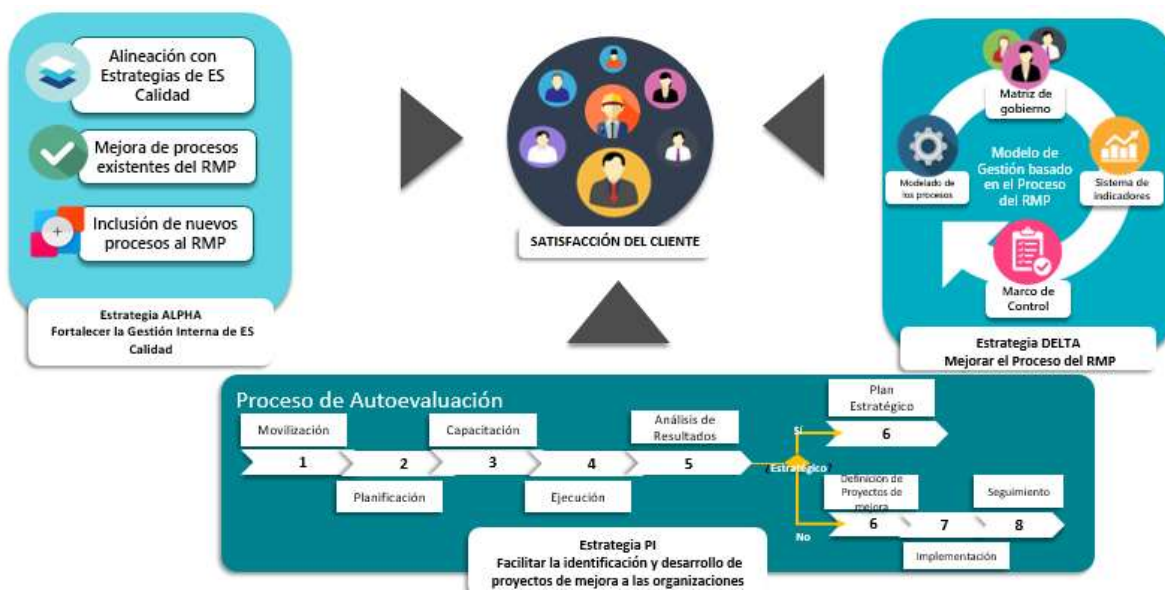 Alineación con
Estrategias de ES
Calidad
Mejora de procesos
existentes del RMP
+
Inclusión de nuevos
procesos al RMP
Estrategia ALPHA
Fortalecer la Gestión Interna de ES
Calidad
SATISFACCIÓN DEL CLIENTE
Matriz de
gobierno
Modelado de
los procesos
Modelo de
Gestión basado
en el Proceso
del RMP
Sistema de
indicadores
Marco de
Control
Estrategia DELTA
Mejorar el Proceso del RMP
Proceso de Autoevaluación
Movilización
1
2
Planificación
Capacitación
3
4
Ejecución
Análisis de
Resultados
5
¿Estratégico?
Sí
Plan
Estratégico
6
No
Definición de
Proyectos de
mejora
6
7
Implementación
Seguimiento
8
Estrategia PI
Facilitar la identificación y desarrollo de
proyectos de mejora a las organizaciones